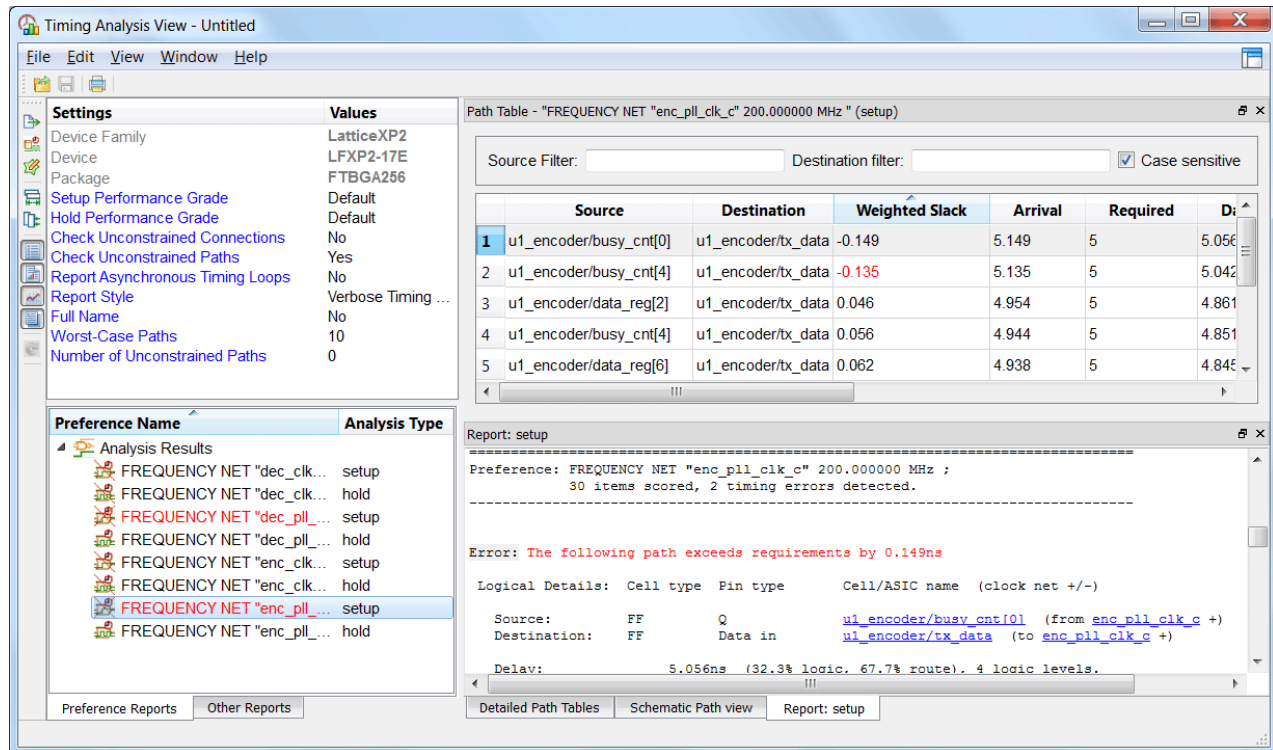 Timing Analysis View - Untitled
File Edit View Window Help
Settings Values
Device Family LatticeXP2
Device LFXP2-17E
Package FTBGA256
Setup Performance Grade Default
Hold Performance Grade Default
Check Unconstrained Connections No
Check Unconstrained Paths Yes
Report Asynchronous Timing Loops No
Report Style Verbose Timing ...
Full Name No
Worst-Case Paths 10
Number of Unconstrained Paths 0
Preference Name Analysis Type
Analysis Results
FREQUENCY NET "dec_clk... setup
FREQUENCY NET "dec_clk... hold
FREQUENCY NET "dec_pll_... setup
FREQUENCY NET "dec_pll_... hold
FREQUENCY NET "enc_clk... setup
FREQUENCY NET "enc_clk... hold
FREQUENCY NET "enc_pll_... setup
FREQUENCY NET "enc_pll_... hold
Preference Reports Other Reports
Path Table - "FREQUENCY NET "enc_pll_clk_c" 200.000000 MHz " (setup)
Source Filter: Destination filter: Case sensitive
Source Destination Weighted Slack Arrival Required Da
1 u1_encoder/busy_cnt[0] u1_encoder/tx_data -0.149 5.149 5 5.056
2 u1_encoder/busy_cnt[4] u1_encoder/tx_data -0.135 5.135 5 5.042
3 u1_encoder/data_reg[2] u1_encoder/tx_data 0.046 4.954 5 4.861
4 u1_encoder/busy_cnt[4] u1_encoder/tx_data 0.056 4.944 5 4.851
5 u1_encoder/data_reg[6] u1_encoder/tx_data 0.062 4.938 5 4.845
Report: setup
Preference: FREQUENCY NET "enc_pll_clk_c" 200.000000 MHz ;
30 items scored, 2 timing errors detected.
Error: The following path exceeds requirements by 0.149ns
Logical Details: Cell type Pin type Cell/ASIC name (clock net +/-)
Source: FF Q u1_encoder/busy_cnt[0] (from enc_pll_clk_c +)
Destination: FF Data in u1_encoder/tx_data (to enc_pll_clk_c +)
Delay: 5.056ns (32.3% logic, 67.7% route), 4 logic levels.
Detailed Path Tables Schematic Path view Report: setup